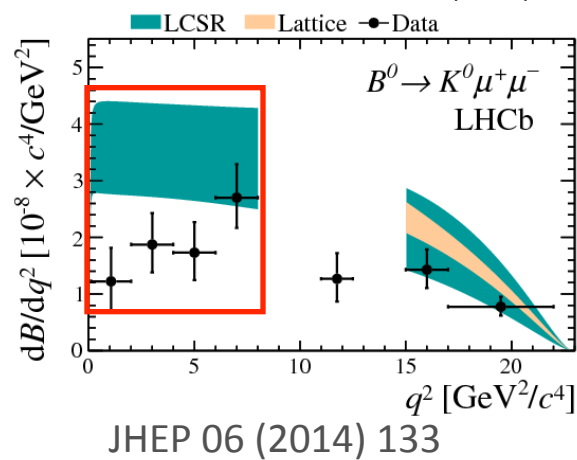 LCSR Lattice Data
dB/dq² [10⁻⁸ × c⁴/GeV²]
B⁰→ K⁰μ⁺μ⁻
LHCb
5
4
3
2
1
0
0 5 10 15 20
q² [GeV²/c⁴]
JHEP 06 (2014) 133